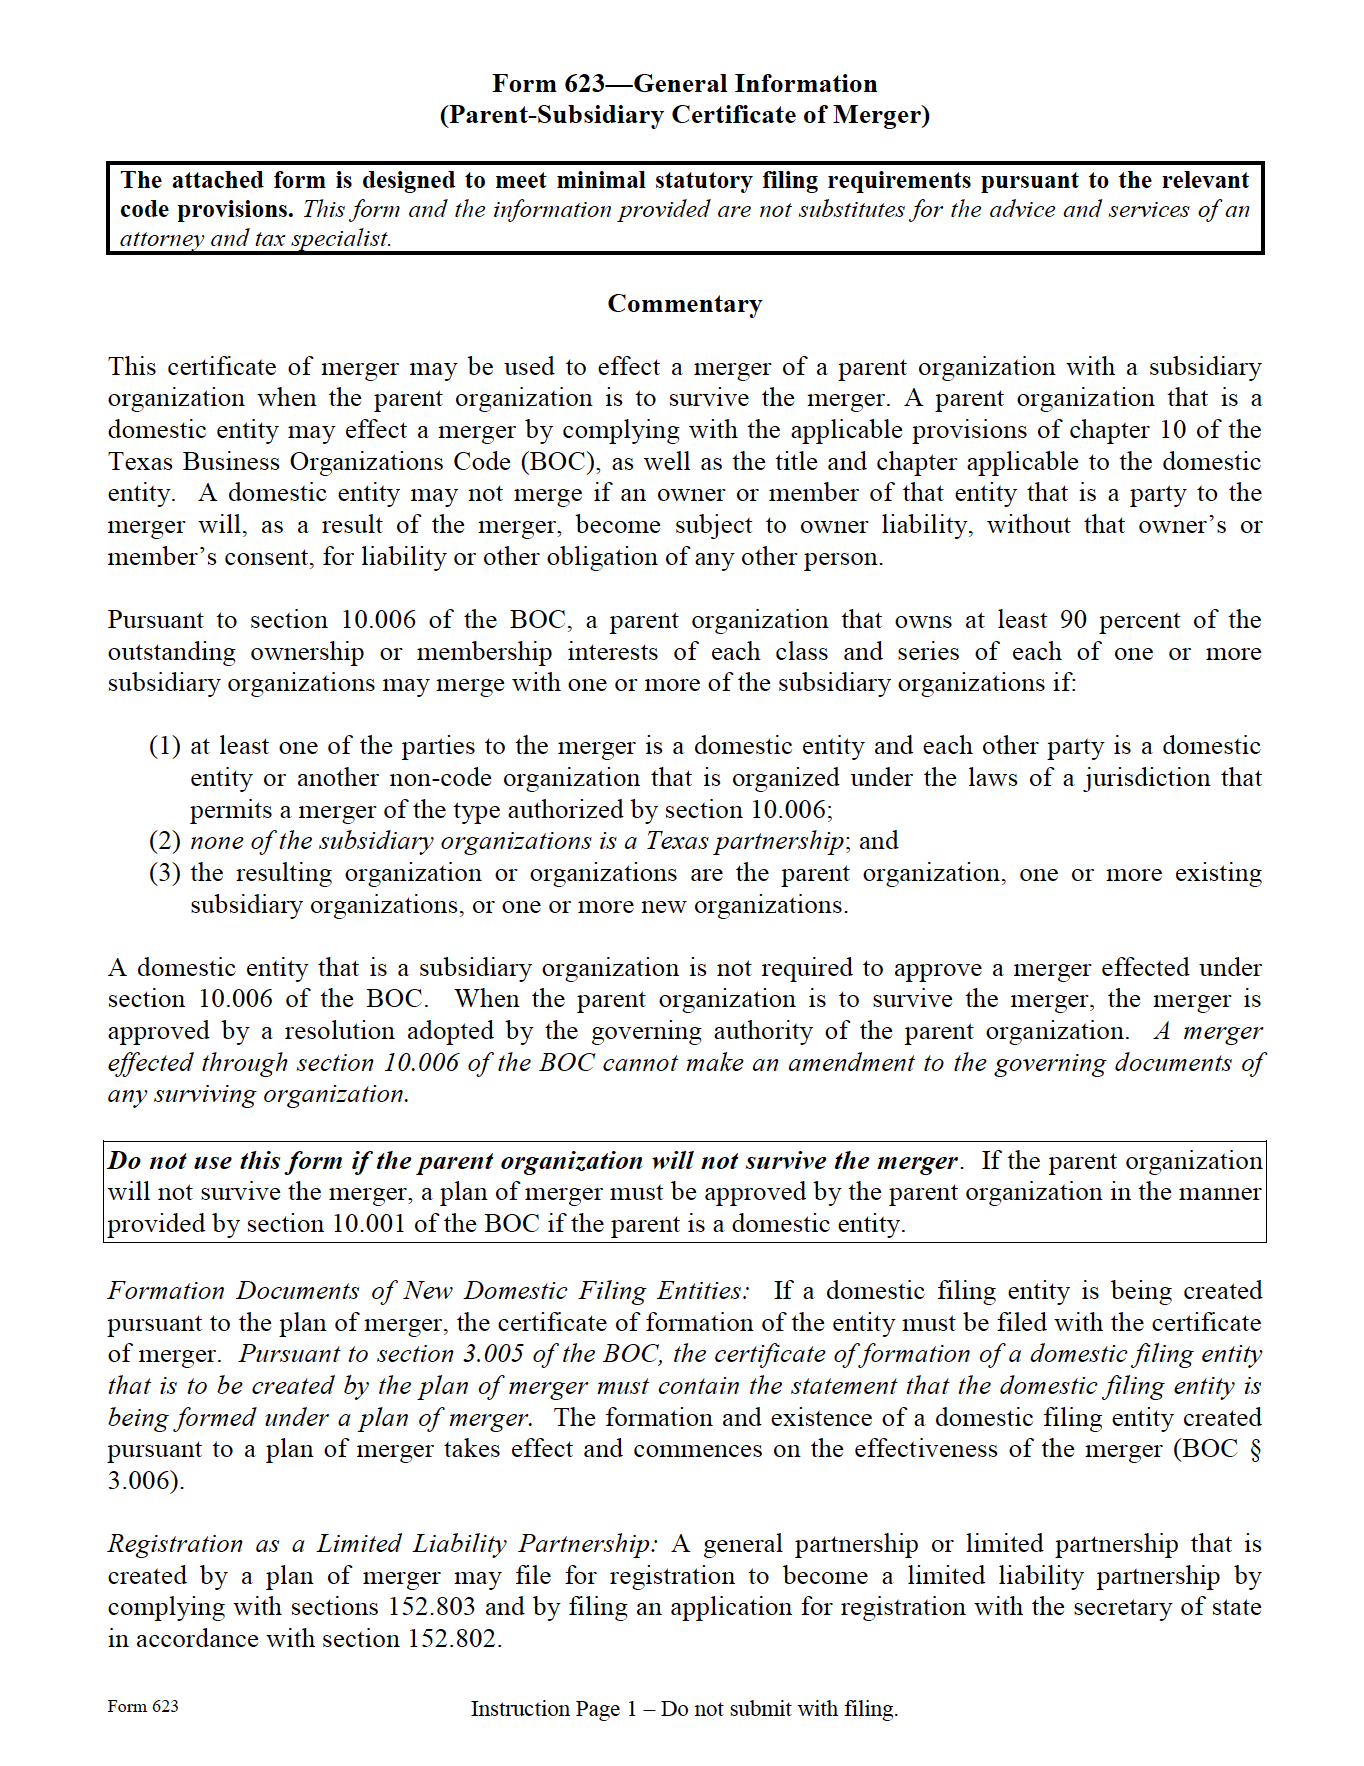 Form 623—General Information
(Parent-Subsidiary Certificate of Merger)
The attached form is designed to meet minimal statutory filing requirements pursuant to the relevant
code provisions. This form and the information provided are not substitutes for the advice and services of an
attorney and tax specialist.
Commentary
This certificate of merger may be used to effect a merger of a parent organization with a subsidiary
organization when the parent organization is to survive the merger. A parent organization that is a
domestic entity may effect a merger by complying with the applicable provisions of chapter 10 of the
Texas Business Organizations Code (BOC), as well as the title and chapter applicable to the domestic
entity. A domestic entity may not merge if an owner or member of that entity that is a party to the
merger will, as a result of the merger, become subject to owner liability, without that owner’s or
member’s consent, for liability or other obligation of any other person.
Pursuant to section 10.006 of the BOC, a parent organization that owns at least 90 percent of the
outstanding ownership or membership interests of each class and series of each of one or more
subsidiary organizations may merge with one or more of the subsidiary organizations if:
(1) at least one of the parties to the merger is a domestic entity and each other party is a domestic
entity or another non-code organization that is organized under the laws of a jurisdiction that
permits a merger of the type authorized by section 10.006;
(2) none of the subsidiary organizations is a Texas partnership; and
(3) the resulting organization or organizations are the parent organization, one or more existing
subsidiary organizations, or one or more new organizations.
A domestic entity that is a subsidiary organization is not required to approve a merger effected under
section 10.006 of the BOC. When the parent organization is to survive the merger, the merger is
approved by a resolution adopted by the governing authority of the parent organization. A merger
effected through section 10.006 of the BOC cannot make an amendment to the governing documents of
any surviving organization.
Do not use this form if the parent organization will not survive the merger. If the parent organization
will not survive the merger, a plan of merger must be approved by the parent organization in the manner
provided by section 10.001 of the BOC if the parent is a domestic entity.
Formation Documents of New Domestic Filing Entities: If a domestic filing entity is being created
pursuant to the plan of merger, the certificate of formation of the entity must be filed with the certificate
of merger. Pursuant to section 3.005 of the BOC, the certificate of formation of a domestic filing entity
that is to be created by the plan of merger must contain the statement that the domestic filing entity is
being formed under a plan of merger. The formation and existence of a domestic filing entity created
pursuant to a plan of merger takes effect and commences on the effectiveness of the merger (BOC §
3.006).
Registration as a Limited Liability Partnership: A general partnership or limited partnership that is
created by a plan of merger may file for registration to become a limited liability partnership by
complying with sections 152.803 and by filing an application for registration with the secretary of state
in accordance with section 152.802.
Form 623
Instruction Page 1 – Do not submit with filing.